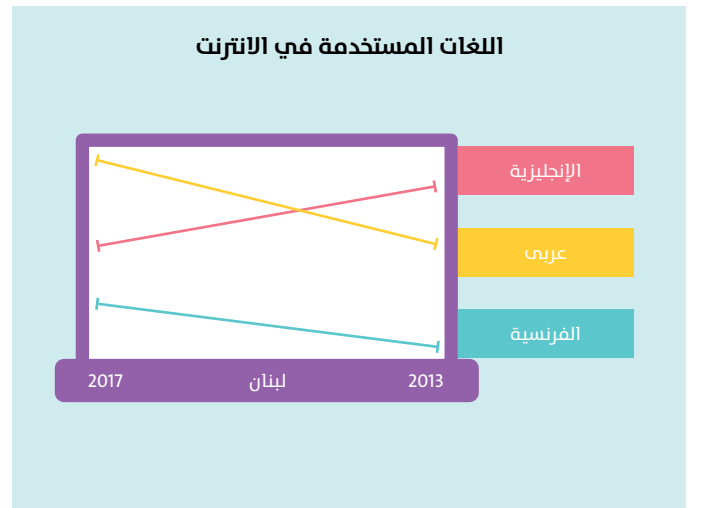 اللغات المستخدمة في الانترنت
الإنجليزية
عربى
الفرنسية
2013
لبنان
2017